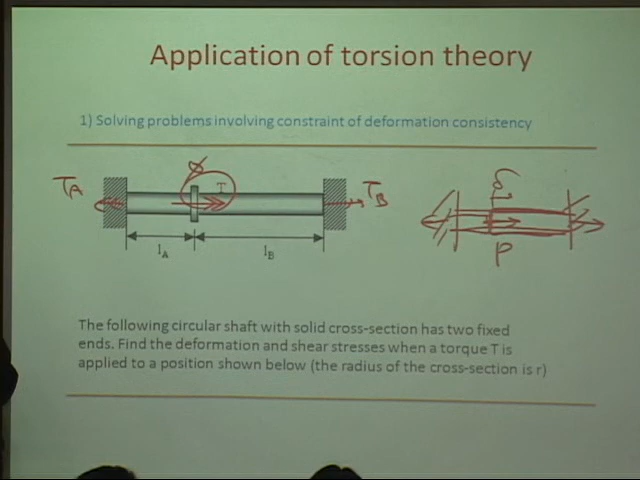 Application of torsion theory
1) Solving problems involving constraint of deformation consistency
TA
ϕ
T
TB
δ
P
lA
lB
The following circular shaft with solid cross-section has two fixed
ends. Find the deformation and shear stresses when a torque T is
applied to a position shown below (the radius of the cross-section is r)